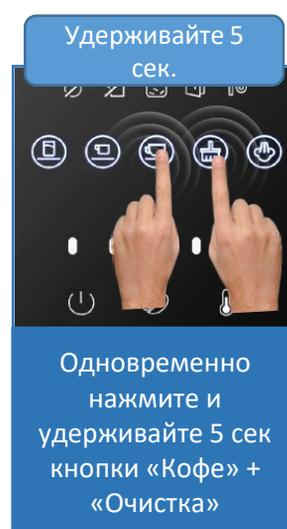 Удерживайте 5
сек.
Одновременно
нажмите и
удерживайте 5 сек
кнопки «Кофе» +
«Очистка»